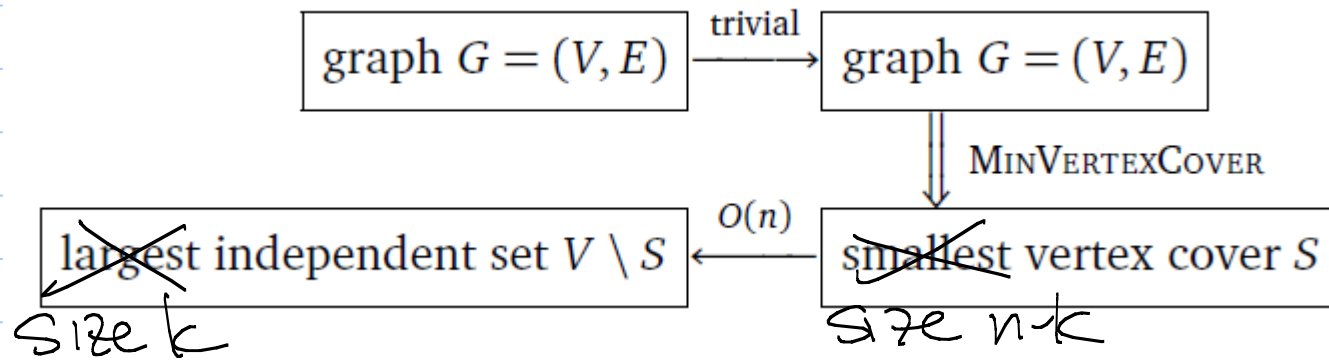 trivial
graph G = (V, E) graph G = (V, E)
MINVERTEXCOVER
O(n)
largest independent set V \ S smallest vertex cover S
size k size n-k